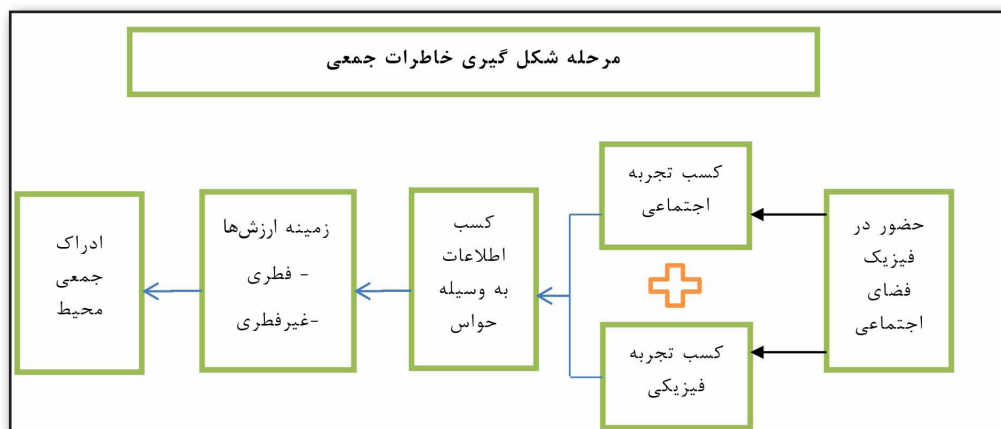 مرحله شکل گیری خاطرات جمعی
حضور در
فیزیک
فضای
اجتماعی
کسب تجربه
اجتماعی
کسب تجربه
فیزیکی
کسب
اطلاعات
به وسیله
حواس
زمینه ارزش‌ها
- فطری
-غیرفطری
ادراک
جمعی
محیط